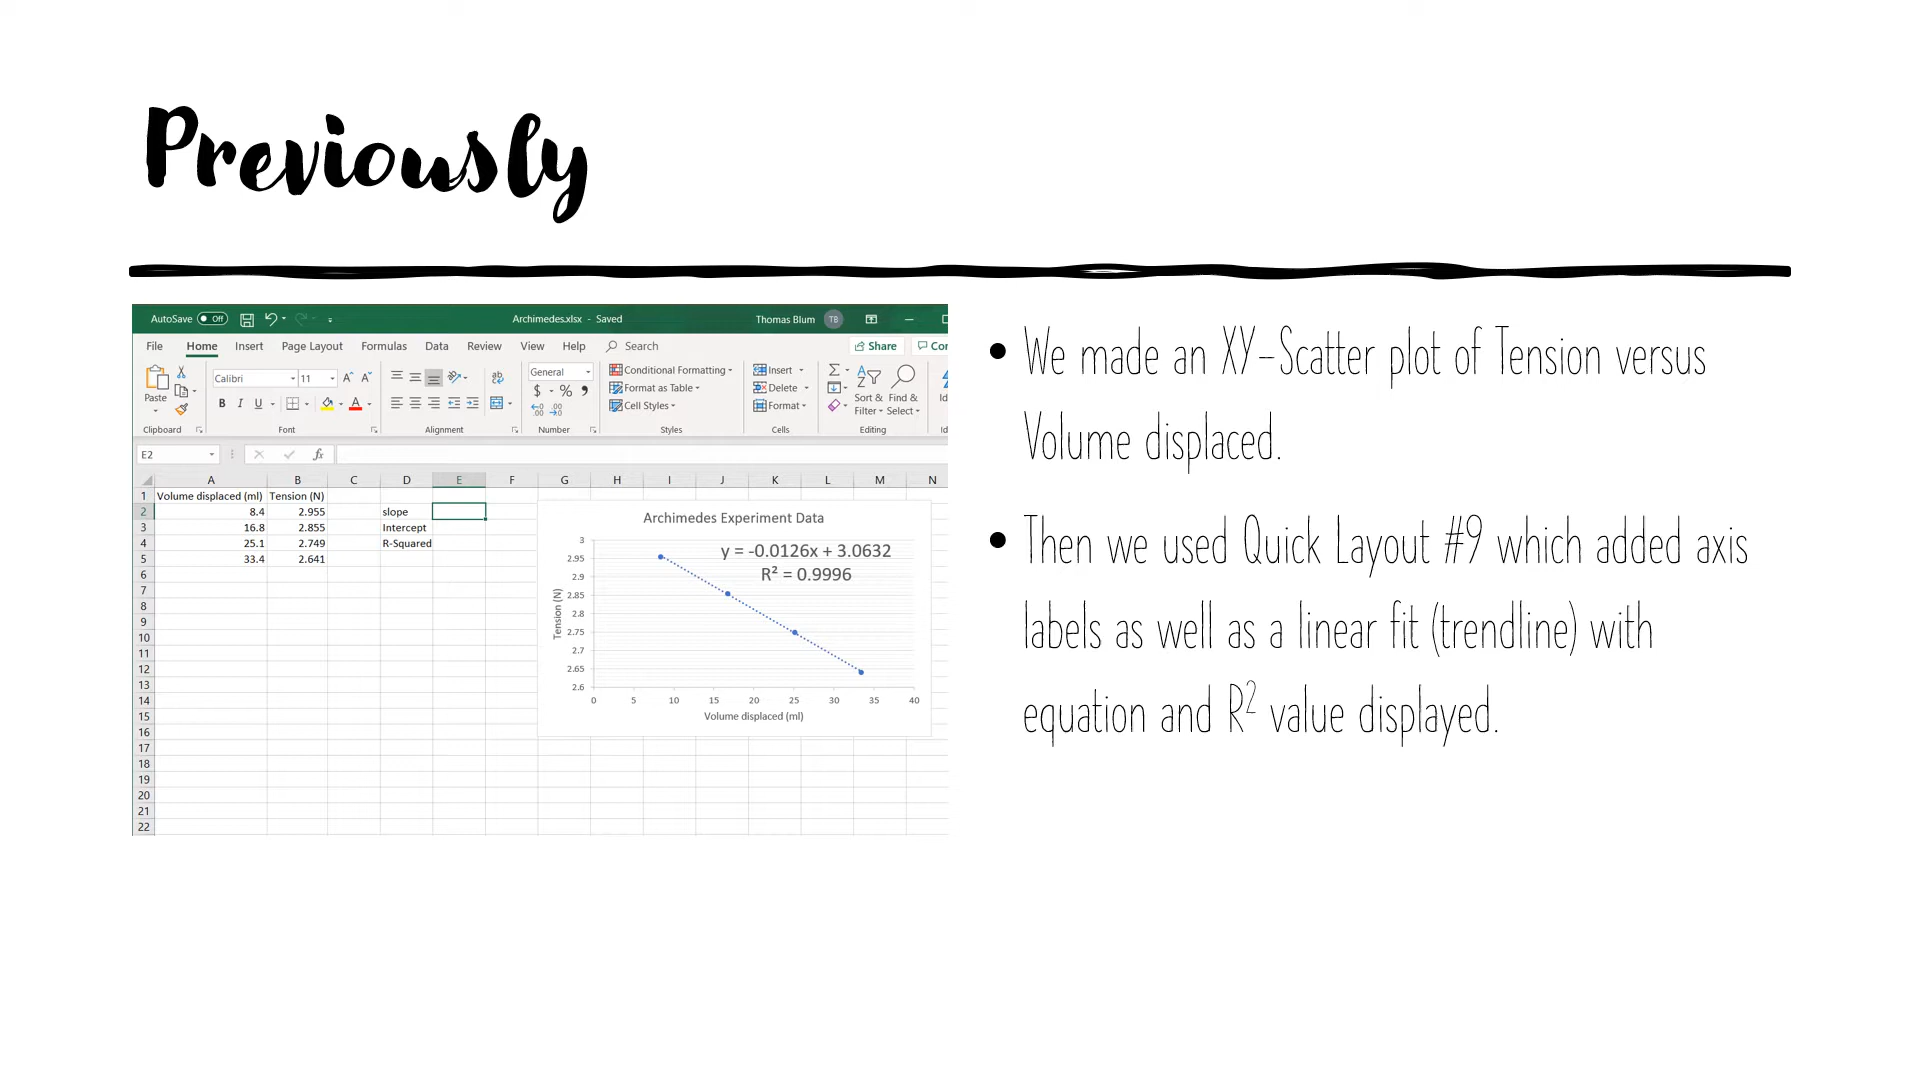 Previously
AutoSave Off Archimedes.xlsx - Saved Thomas Blum TB
File Home Insert Page Layout Formulas Data Review View Help Search Share Con
Paste Calibri 11 A A General Conditional Formatting Insert Σ A Z
B I U A $ % , Format as Table Delete Sort & Find & Id
Cell Styles Format Filter Select
Clipboard Font Alignment Number Styles Cells Editing
E2 fx
A B C D E F G H I J K L M N
1 Volume displaced (ml) Tension (N)
2 8.4 2.955 slope
3 16.8 2.855 Intercept
4 25.1 2.749 R-Squared
5 33.4 2.641
6
7
8
9
10
11
12
13
14
15
16
17
18
19
20
21
22
Archimedes Experiment Data
y = -0.0126x + 3.0632
R² = 0.9996
Tension (N)
3
2.95
2.9
2.85
2.8
2.75
2.7
2.65
2.6
0 5 10 15 20 25 30 35 40
Volume displaced (ml)
• We made an XY-Scatter plot of Tension versus
Volume displaced.
• Then we used Quick Layout #9 which added axis
labels as well as a linear fit (trendline) with
equation and R² value displayed.